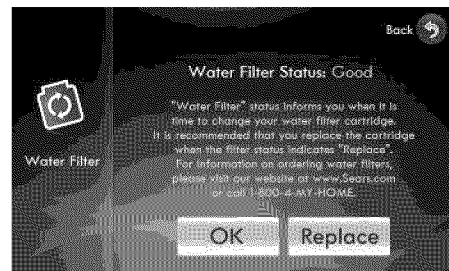 Back
Water Filter Status: Good
"Water Filter" status informs you when it is
time to change your water filter cartridge.
It is recommended that you replace the cartridge
when the filter status indicates "Replace".
For information on ordering water filters,
please visit our website at www.Sears.com
or call 1-800-4-MY-HOME.
Water Filter
OK
Replace